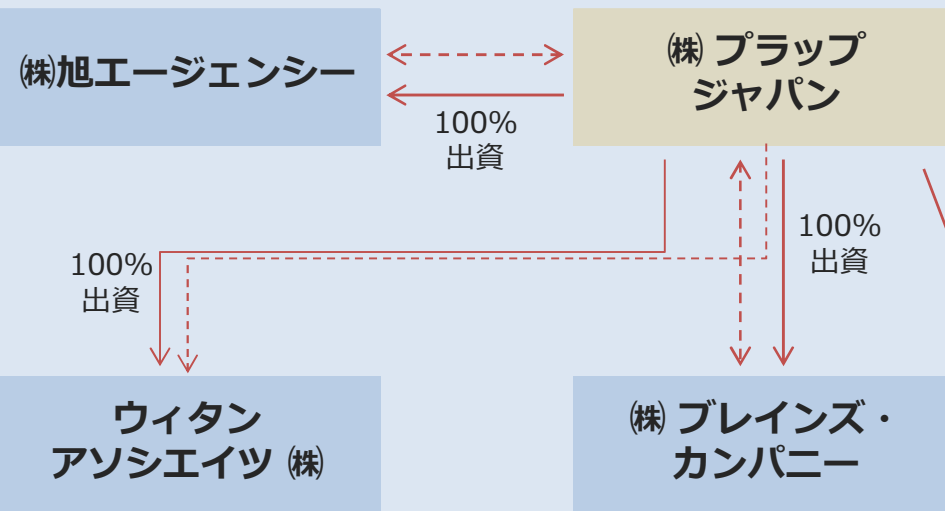 ㈱旭エージェンシー
㈱ プラップ
ジャパン
100%
出資
100%
出資
100%
出資
ウィタン
アソシエイツ ㈱
㈱ ブレインズ・
カンパニー